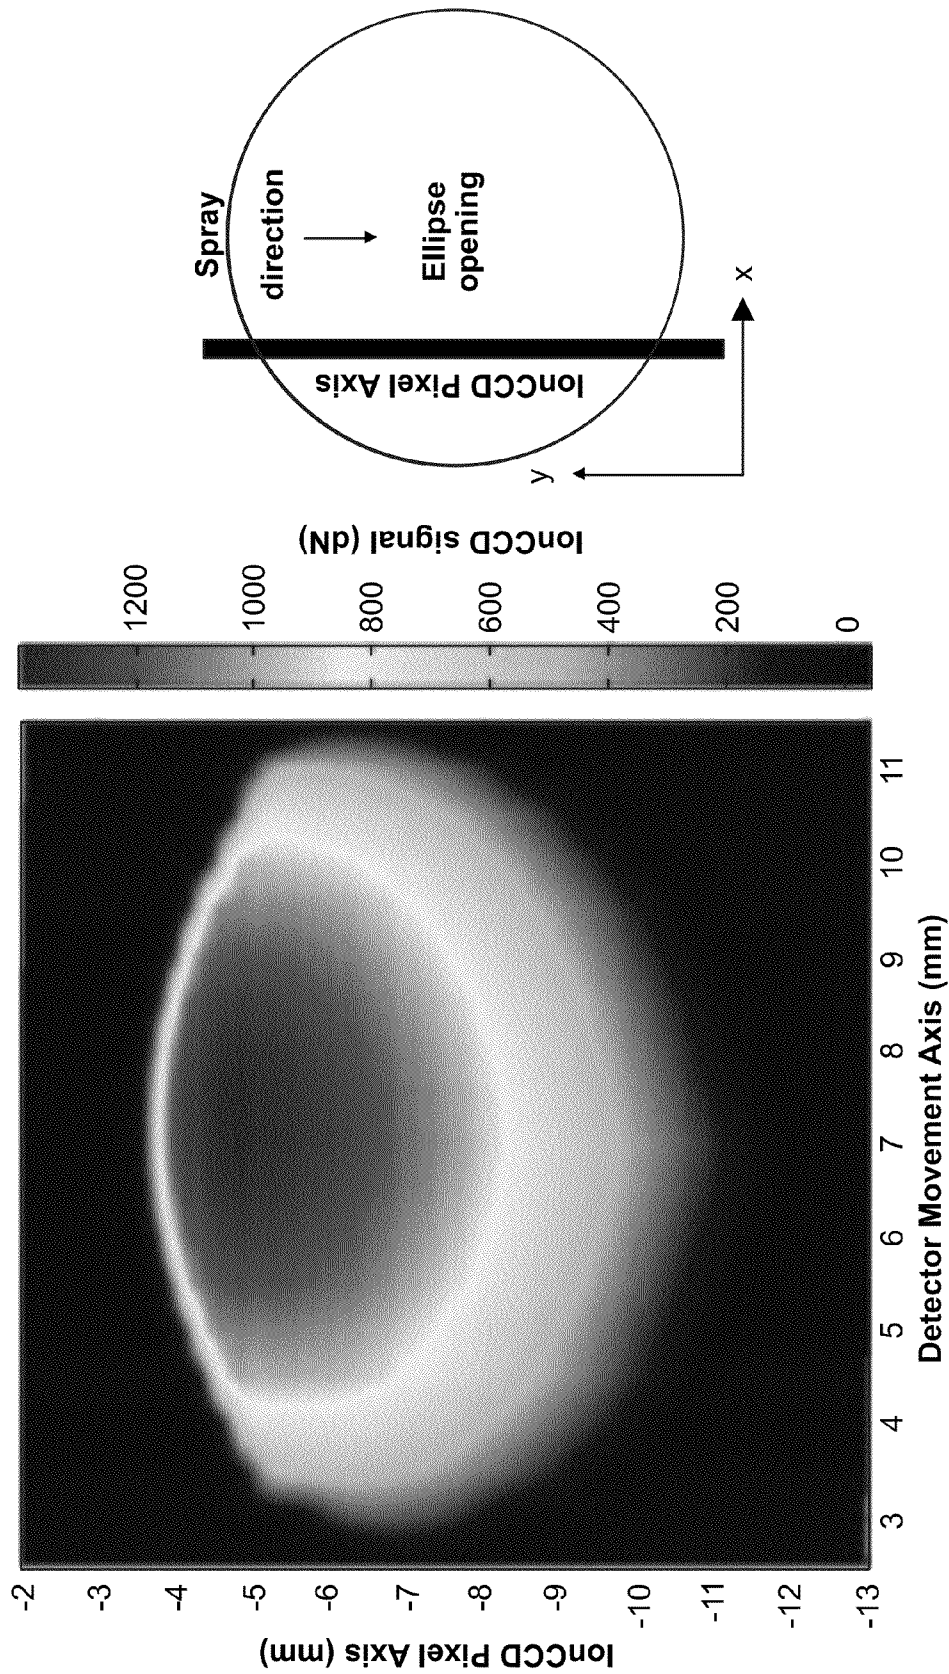 IonCCD Pixel Axis (mm)
-2
-3
-4
-5
-6
-7
-8
-9
-10
-11
-12
-13
3
4
5
6
7
8
9
10
11
Detector Movement Axis (mm)
1200
1000
800
600
400
200
0
IonCCD signal (dN)
Spray
direction
Ellipse
opening
IonCCD Pixel Axis
y
x